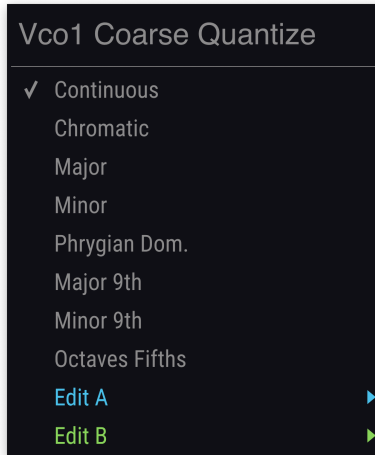 Vco1 Coarse Quantize
Continuous
Chromatic
Major
Minor
Phrygian Dom.
Major 9th
Minor 9th
Octaves Fifths
Edit A
Edit B